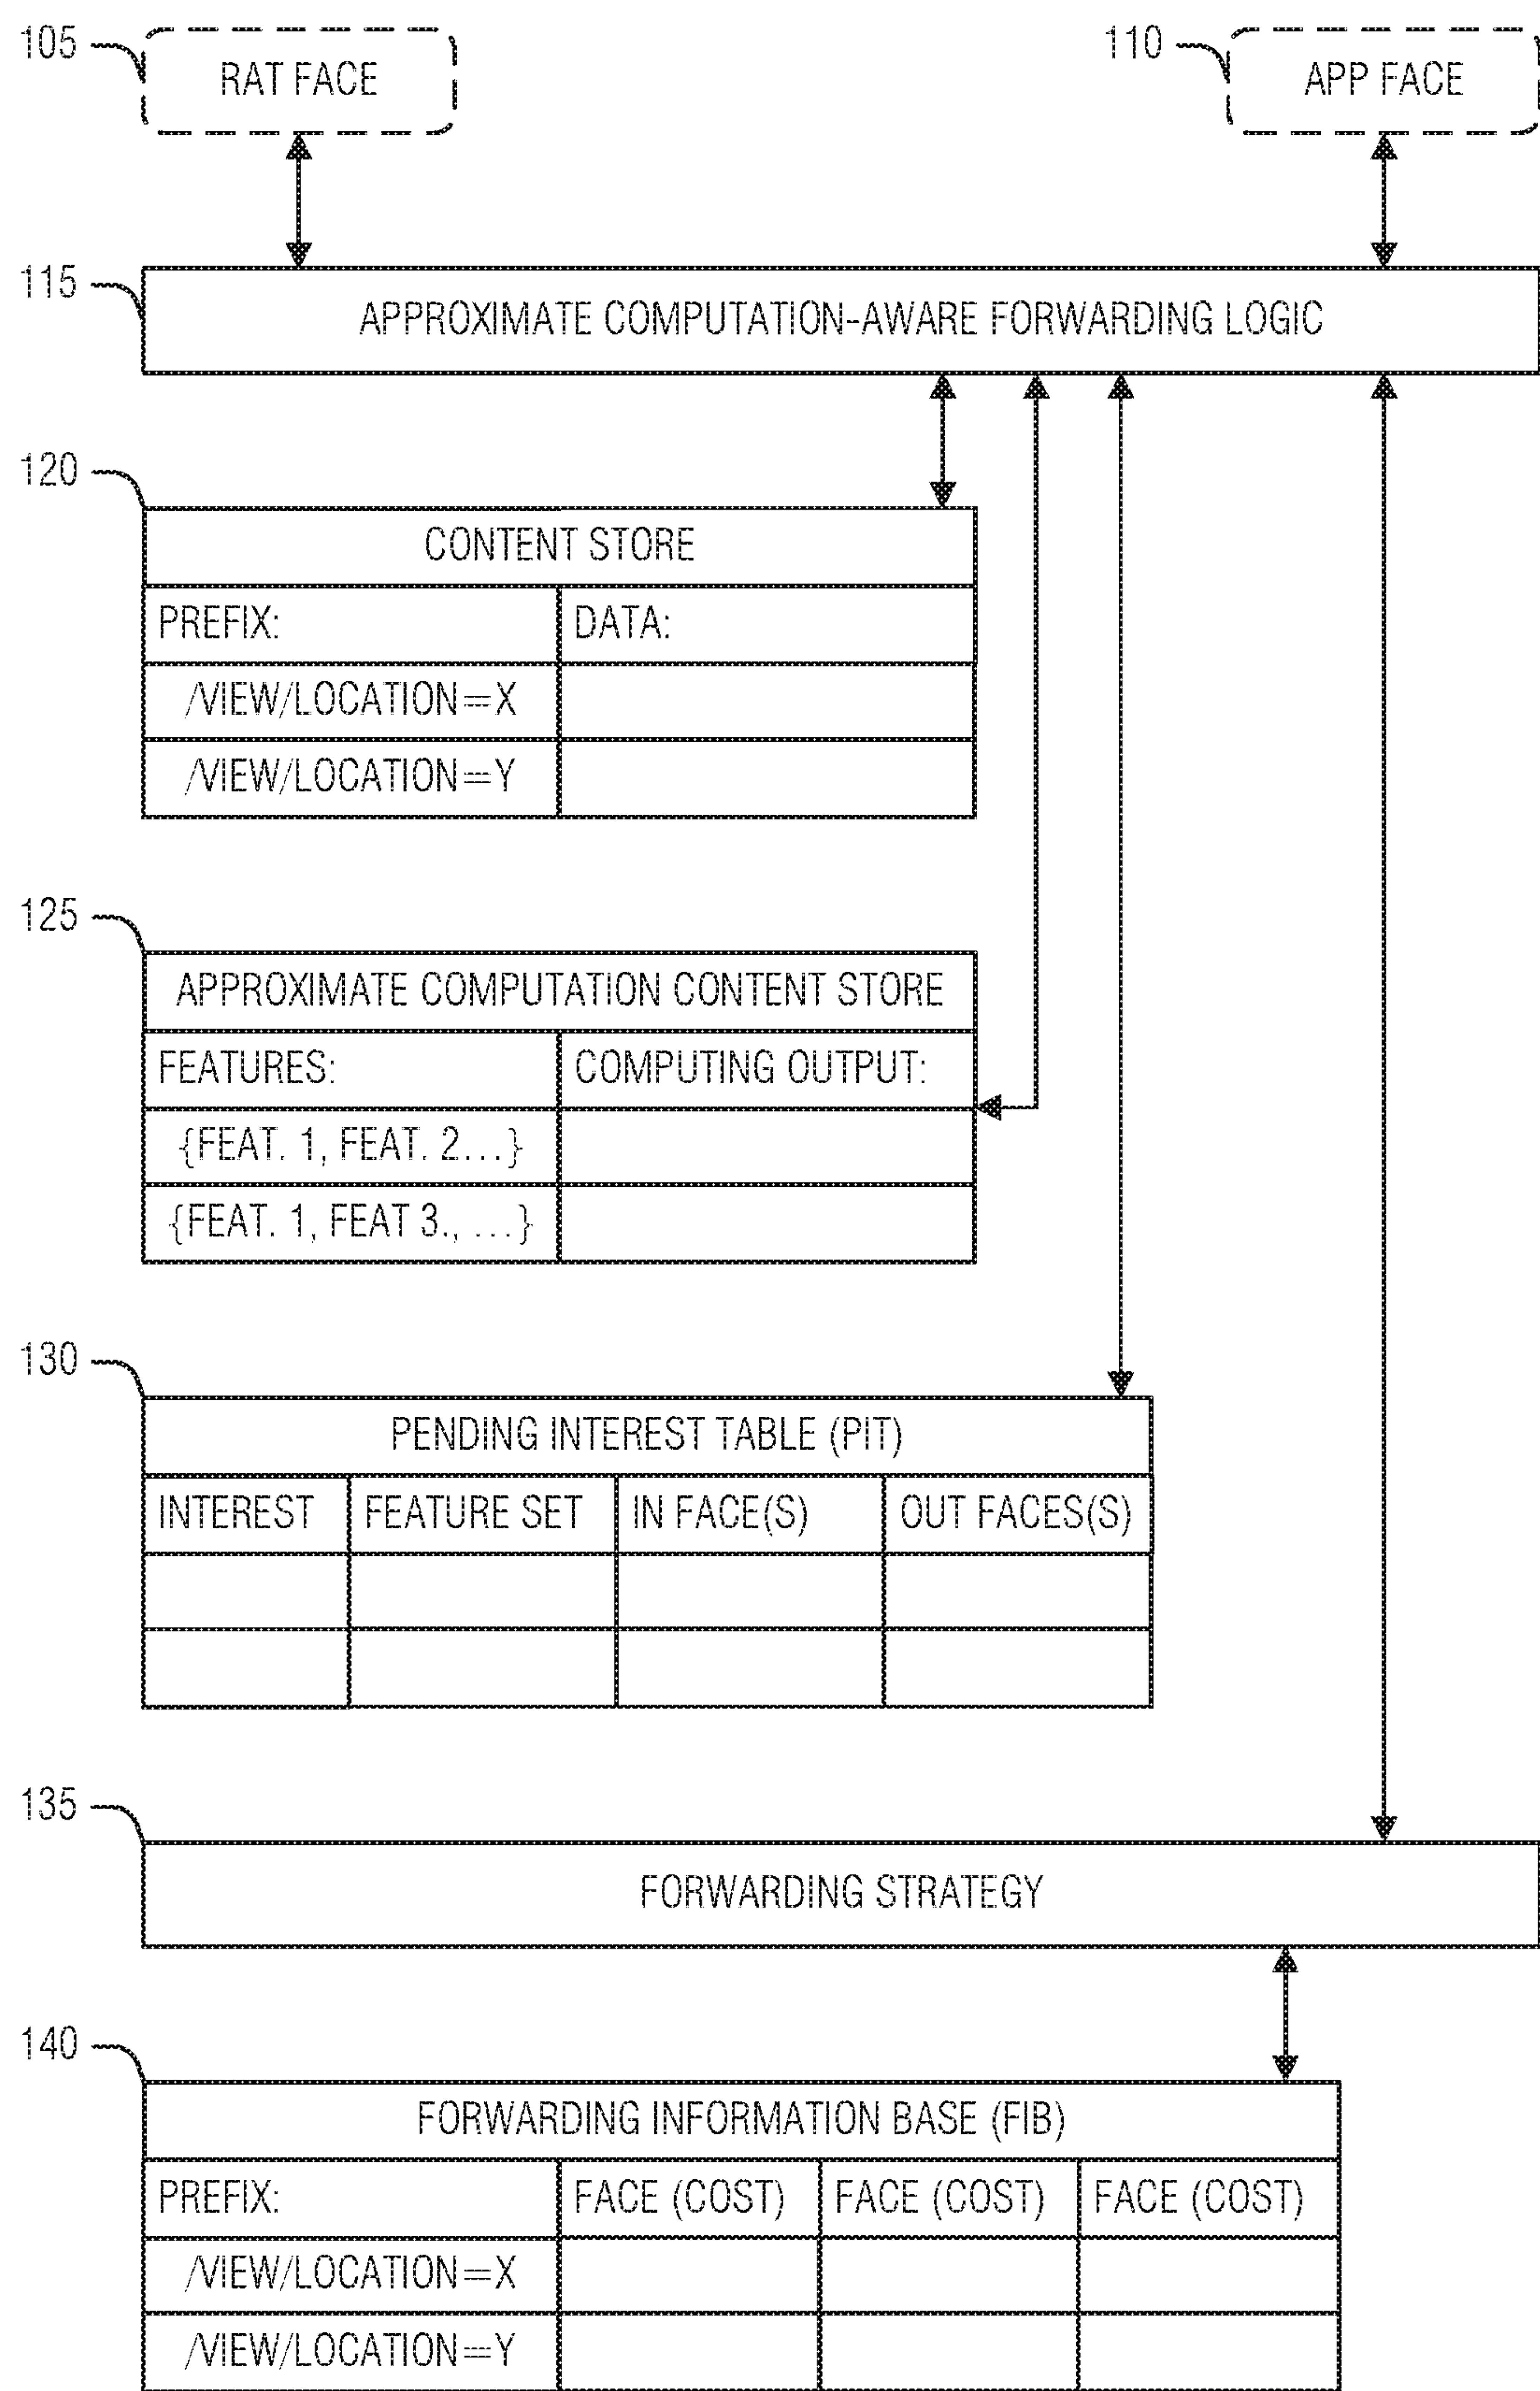 105
RAT FACE
110
APP FACE
115
APPROXIMATE COMPUTATION-AWARE FORWARDING LOGIC
120
CONTENT STORE
PREFIX: DATA:
/VIEW/LOCATION=X
/VIEW/LOCATION=Y
125
APPROXIMATE COMPUTATION CONTENT STORE
FEATURES: COMPUTING OUTPUT:
{FEAT. 1, FEAT. 2...}
{FEAT. 1, FEAT 3., ...}
130
PENDING INTEREST TABLE (PIT)
INTEREST FEATURE SET IN FACE(S) OUT FACES(S)
135
FORWARDING STRATEGY
140
FORWARDING INFORMATION BASE (FIB)
PREFIX: FACE (COST) FACE (COST) FACE (COST)
/VIEW/LOCATION=X
/VIEW/LOCATION=Y